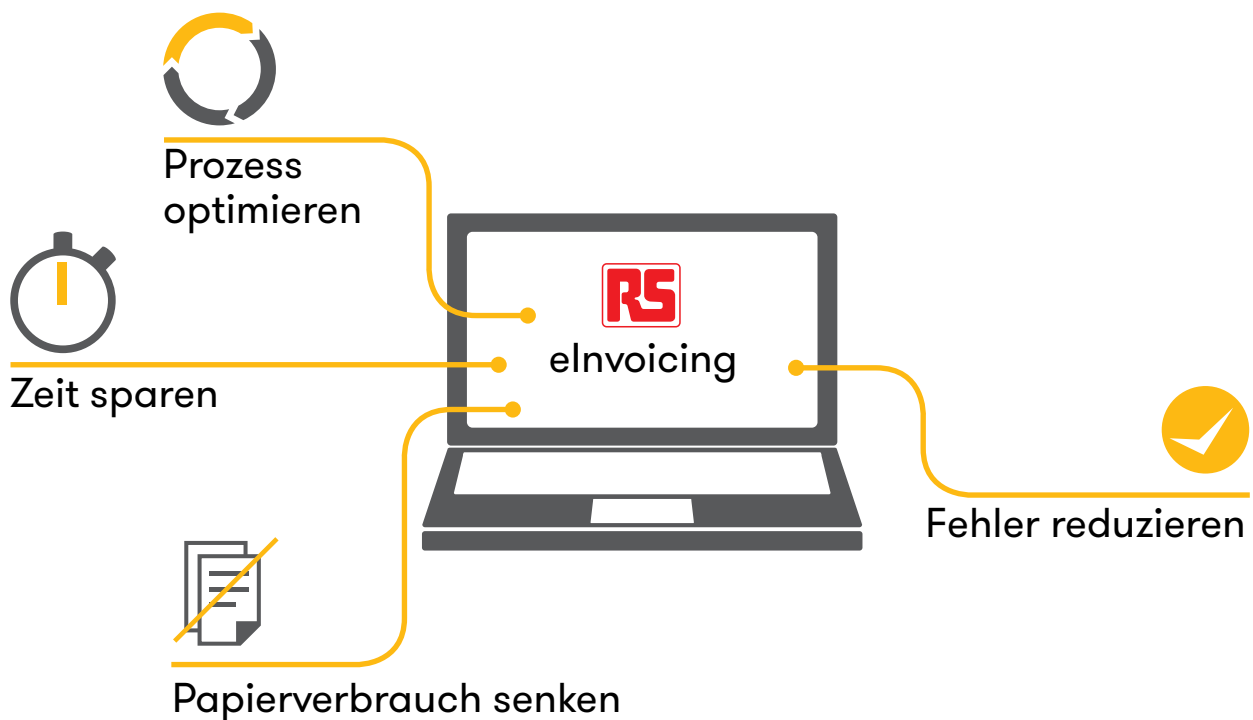 Prozess
optimieren
RS
eInvoicing
Zeit sparen
Fehler reduzieren
Papierverbrauch senken